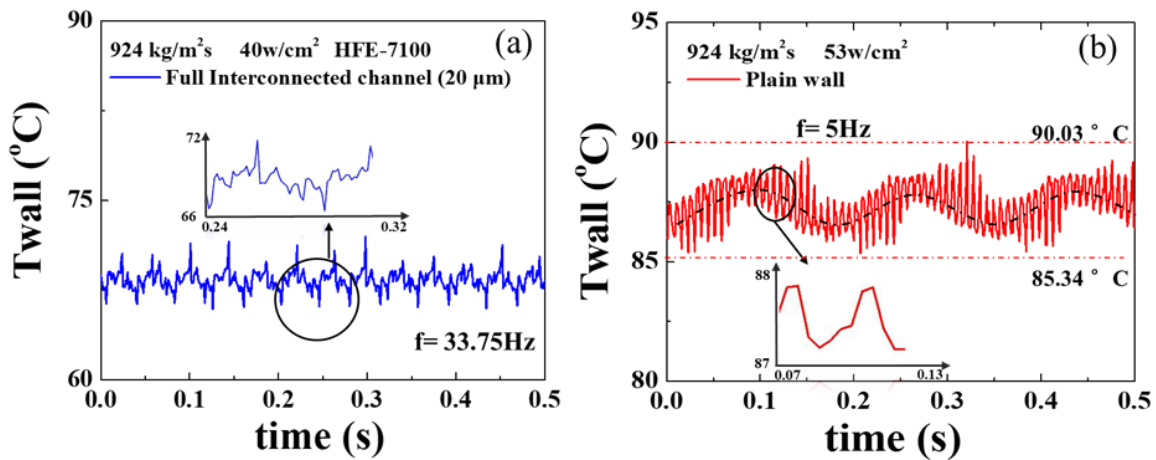 (a)
924 kg/m²s 40w/cm² HFE-7100
Full Interconnected channel (20 μm)
90
75
60
Twall (°C)
72
66
0.24
0.32
f= 33.75Hz
0.0 0.1 0.2 0.3 0.4 0.5
time (s)
(b)
924 kg/m²s 53w/cm²
Plain wall
95
90
85
80
Twall (°C)
f= 5Hz
90.03 ° C
85.34 ° C
88
87
0.07
0.13
0.0 0.1 0.2 0.3 0.4 0.5
time (s)